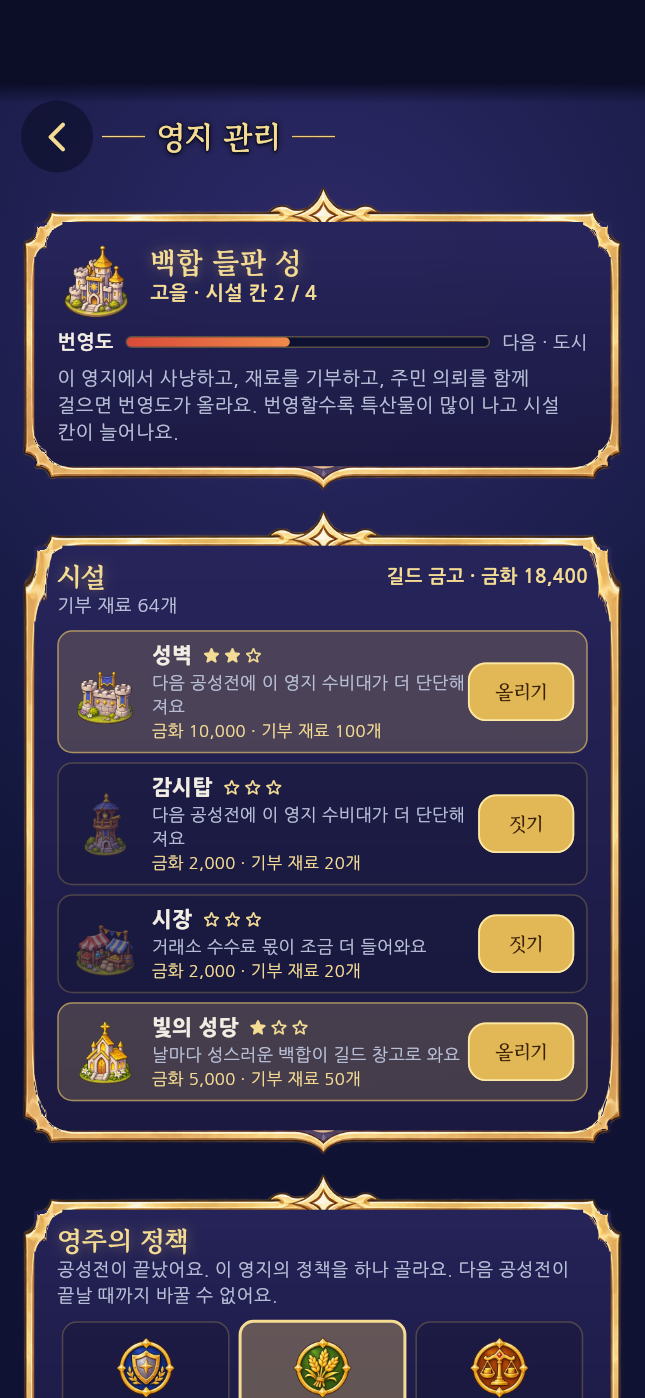 영지 관리
백합 들판 성
고을 · 시설 칸 2 / 4
번영도
다음 · 도시
이 영지에서 사냥하고, 재료를 기부하고, 주민 의뢰를 함께
걸으면 번영도가 올라요. 번영할수록 특산물이 많이 나고 시설
칸이 늘어나요.
시설
길드 금고 · 금화 18,400
기부 재료 64개
성벽 ★★☆
다음 공성전에 이 영지 수비대가 더 단단해
져요
금화 10,000 · 기부 재료 100개
올리기
감시탑 ☆☆☆
다음 공성전에 이 영지 수비대가 더 단단해
져요
금화 2,000 · 기부 재료 20개
짓기
시장 ☆☆☆
거래소 수수료 몫이 조금 더 들어와요
금화 2,000 · 기부 재료 20개
짓기
빛의 성당 ★☆☆
날마다 성스러운 백합이 길드 창고로 와요
금화 5,000 · 기부 재료 50개
올리기
영주의 정책
공성전이 끝났어요. 이 영지의 정책을 하나 골라요. 다음 공성전이
끝날 때까지 바꿀 수 없어요.